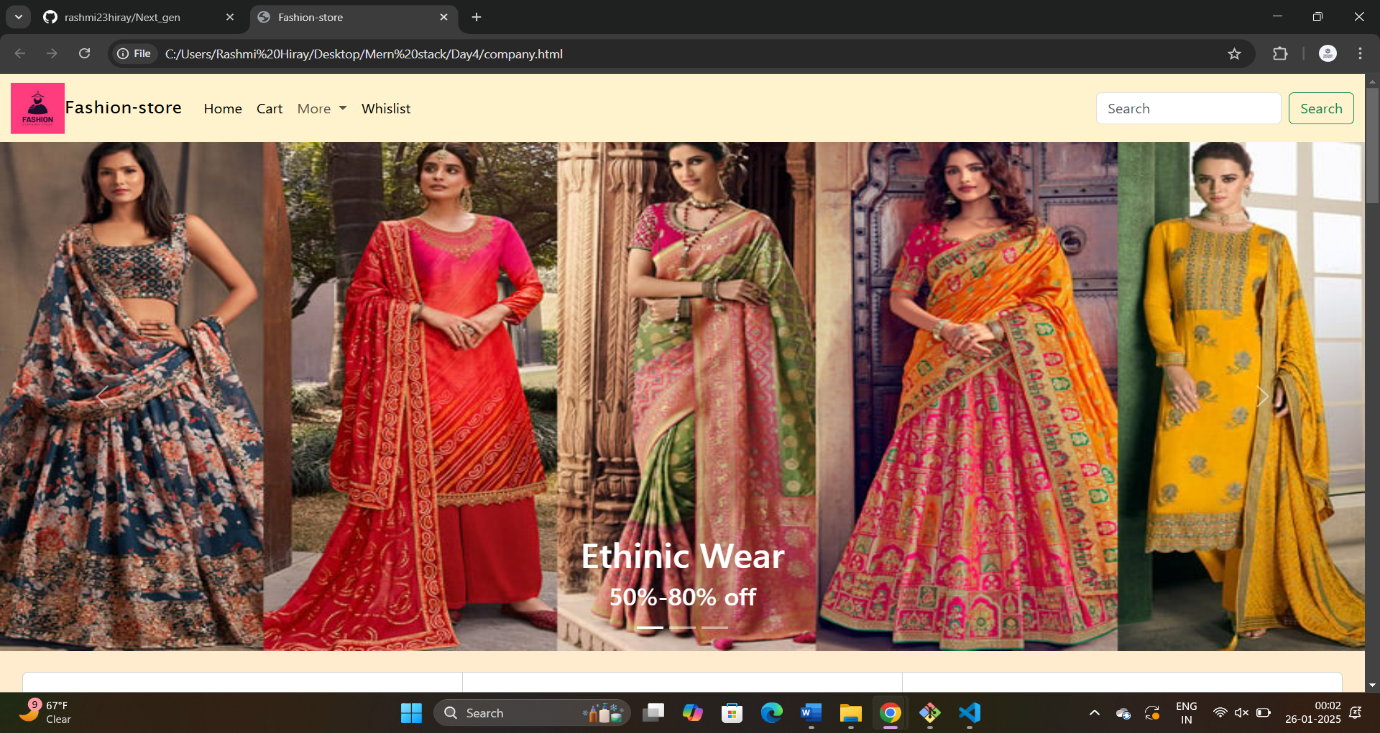 rashmi23hiray/Next_gen
Fashion-store
File C:/Users/Rashmi%20Hiray/Desktop/Mern%20stack/Day4/company.html
FASHION
Fashion-store Home Cart More Whislist Search Search
Ethinic Wear
50%-80% off
9
67°F
Clear
Search
ENG
IN
00:02
26-01-2025